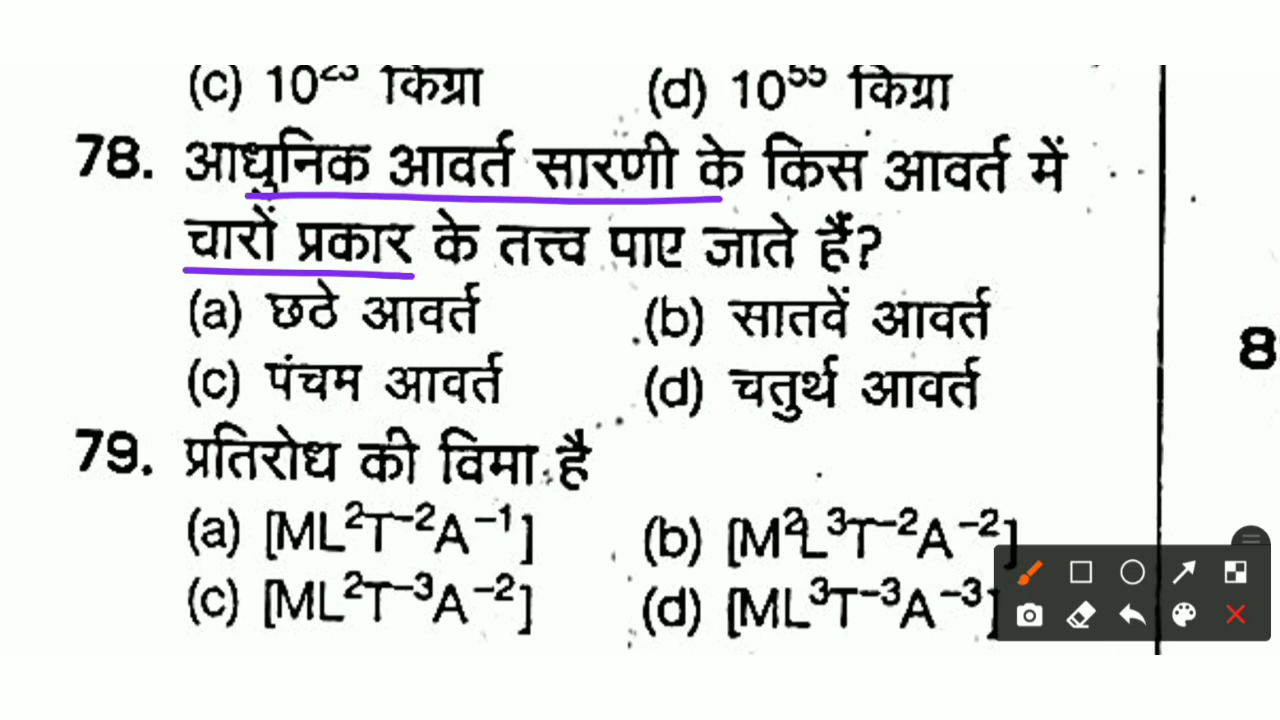 (c) 10²³ किग्रा (d) 10⁵⁵ किग्रा
78. आधुनिक आवर्त सारणी के किस आवर्त में
चारों प्रकार के तत्त्व पाए जाते हैं?
(a) छठे आवर्त (b) सातवें आवर्त
(c) पंचम आवर्त (d) चतुर्थ आवर्त
79. प्रतिरोध की विमा है
(a) [ML²T⁻²A⁻¹] (b) [M²L³T⁻²A⁻²]
(c) [ML²T⁻³A⁻²] (d) [ML³T⁻³A⁻³]
8